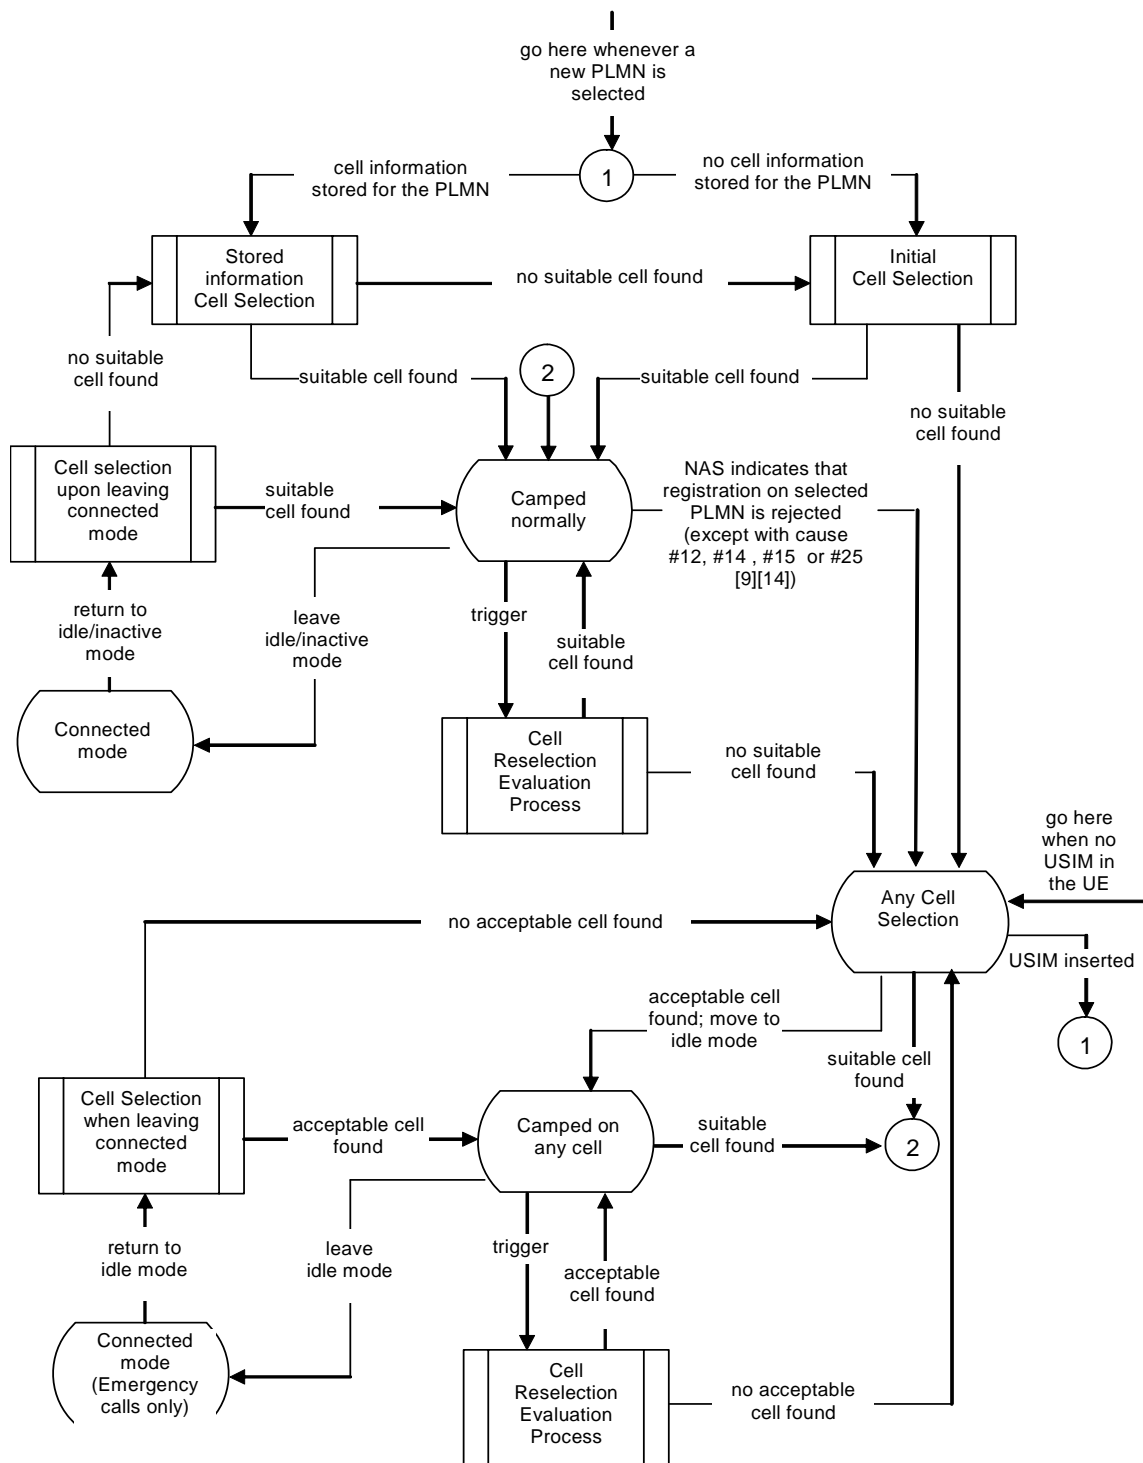 go here whenever a
new PLMN is
selected
1
cell information
stored for the PLMN
no cell information
stored for the PLMN
Stored
information
Cell Selection
no suitable cell found
Initial
Cell Selection
no suitable
cell found
suitable cell found
2
suitable cell found
no suitable
cell found
Cell selection
upon leaving
connected
mode
suitable
cell found
Camped
normally
NAS indicates that
registration on selected
PLMN is rejected
(except with cause
#12, #14 , #15 or #25
[9][14])
return to
idle/inactive
mode
leave
idle/inactive
mode
trigger
suitable
cell found
Connected
mode
Cell
Reselection
Evaluation
Process
no suitable
cell found
go here
when no
USIM in
the UE
Any Cell
Selection
no acceptable cell found
USIM inserted
1
acceptable cell
found; move to
idle mode
suitable cell
found
Cell Selection
when leaving
connected
mode
acceptable cell
found
Camped on
any cell
suitable
cell found
2
return to
idle mode
leave
idle mode
trigger
acceptable
cell found
Connected
mode
(Emergency
calls only)
Cell
Reselection
Evaluation
Process
no acceptable
cell found